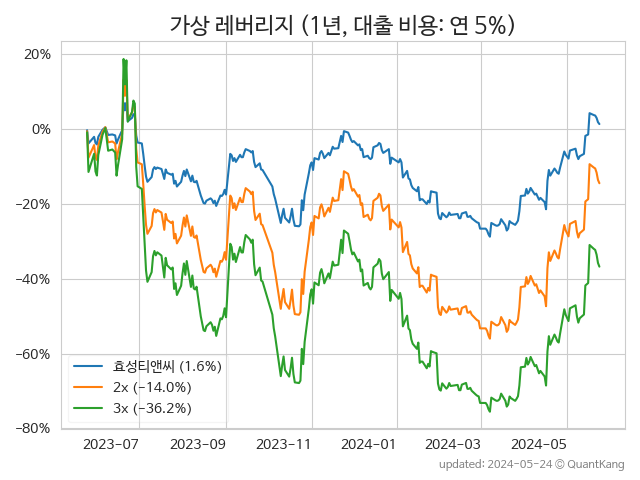 가상 레버리지 (1년, 대출 비용: 연 5%)
20%
0%
−20%
−40%
−60%
−80%
효성티앤씨 (1.6%)
2x (−14.0%)
3x (−36.2%)
2023-07
2023-09
2023-11
2024-01
2024-03
2024-05
updated: 2024-05-24 © QuantKang